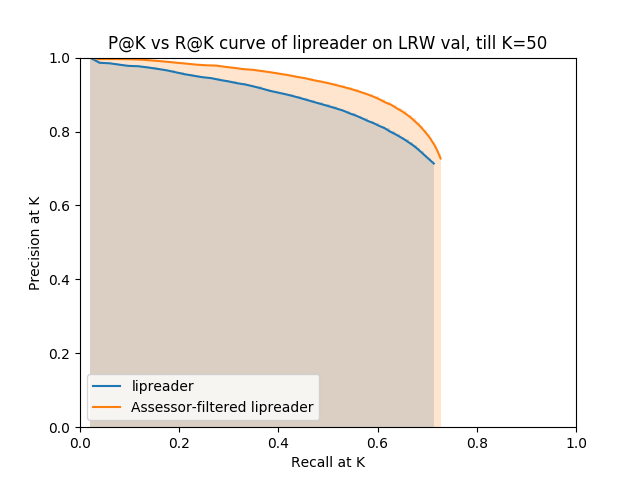 P@K vs R@K curve of lipreader on LRW val, till K=50
1.0
0.8
0.6
0.4
0.2
0.0
Precision at K
lipreader
Assessor-filtered lipreader
0.0 0.2 0.4 0.6 0.8 1.0
Recall at K